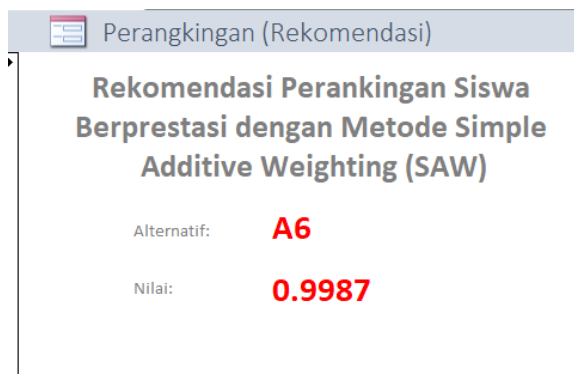 Perangkingan (Rekomendasi)
Rekomendasi Perankingan Siswa
Berprestasi dengan Metode Simple
Additive Weighting (SAW)
Alternatif: A6
Nilai: 0.9987